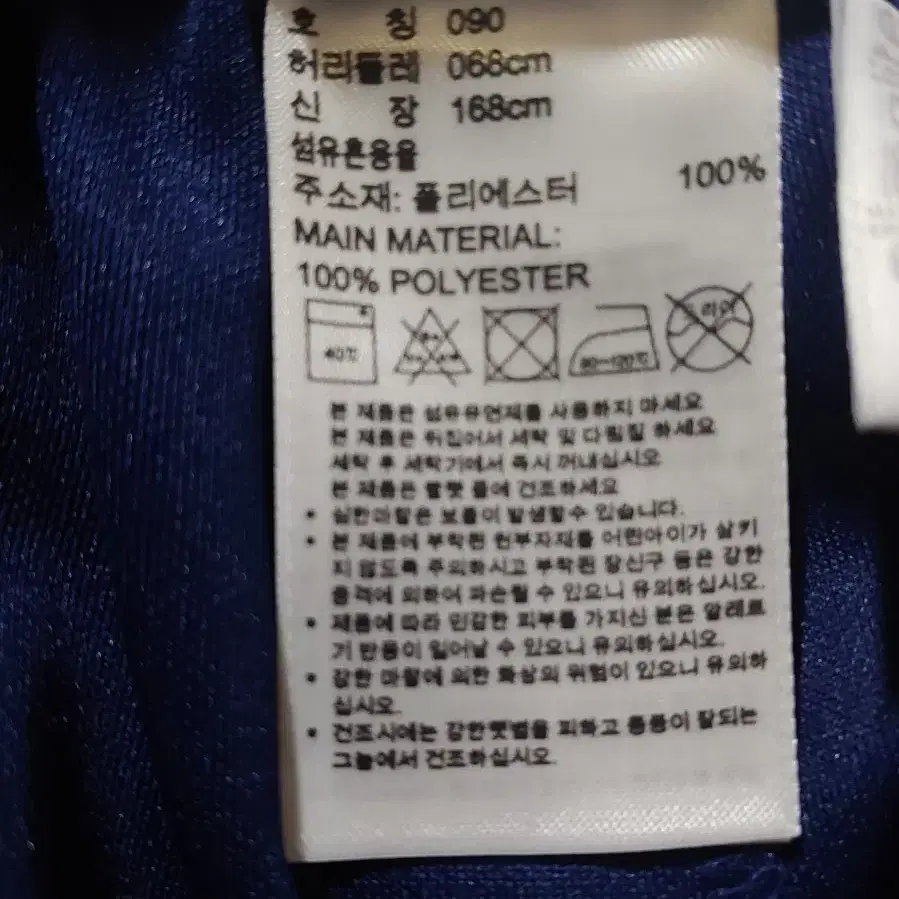 호 칭 090
허리둘레 068cm
신 장 168cm
섬유혼용율
주소재: 폴리에스터 100%
MAIN MATERIAL:
100% POLYESTER
40℃ 80~120℃ 드라이
본 제품은 섬유유연제를 사용하지 마세요
본 제품은 뒤집어서 세탁 및 다림질 하세요
세탁 후 세탁기에서 즉시 꺼내십시오
본 제품은 빨랫 줄에 건조하세요
• 심한마찰은 보풀이 발생할수 있습니다.
• 본 제품에 부착된 헌부자재를 어린아이가 삼키
지 않도록 주의하시고 부착된 장신구 등은 강한
충격에 의하여 파손될 수 있으니 유의하십시오.
• 제품에 따라 민감한 피부를 가지신 분은 알레르
기 반응이 일어날 수 있으니 유의하십시오.
• 강한 마찰에 의한 화상의 위험이 있으니 유의하
십시오.
• 건조시에는 강한햇볕을 피하고 통풍이 잘되는
그늘에서 건조하십시오.